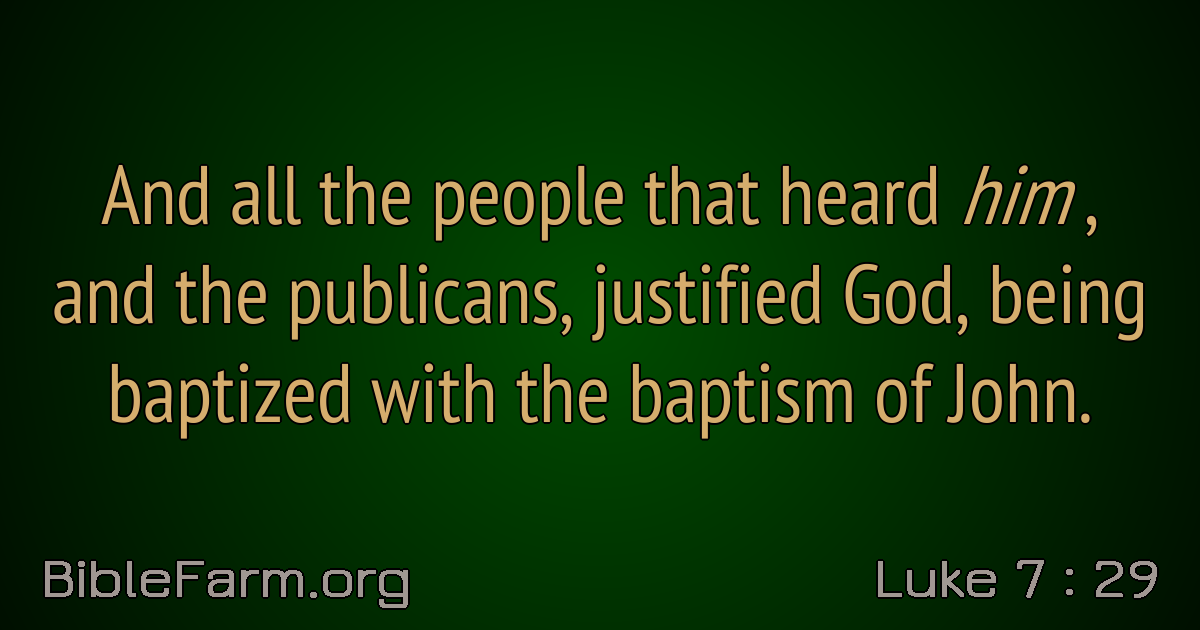 And all the people that heard him ,
and the publicans, justified God, being
baptized with the baptism of John.
BibleFarm.org
Luke 7 : 29